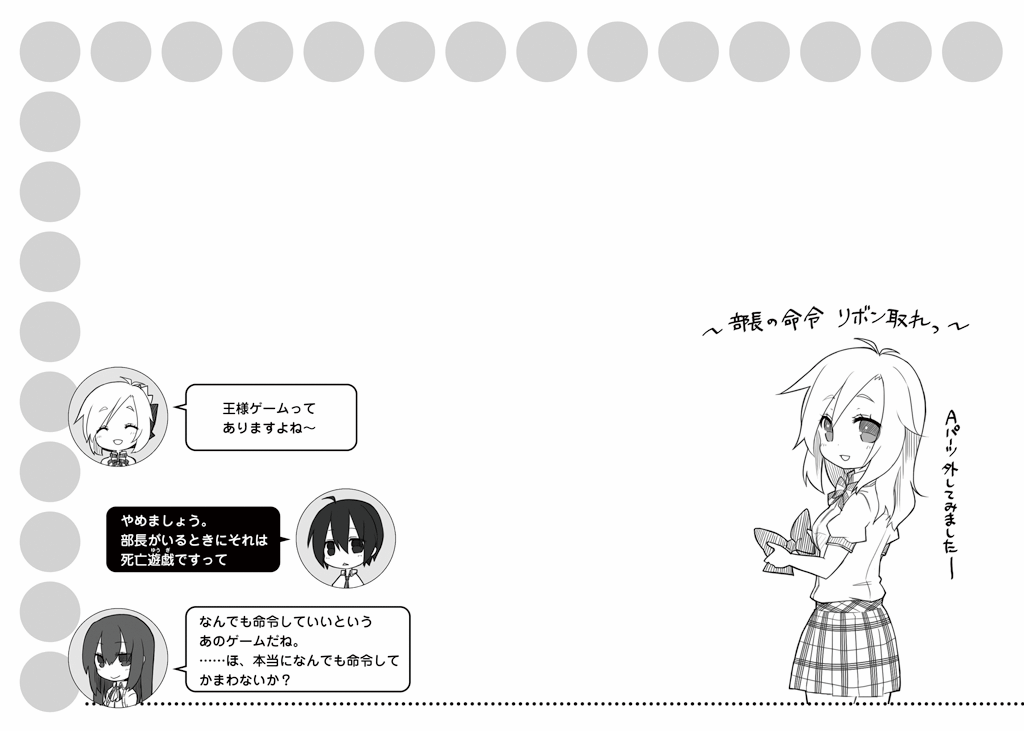 ～部長の命令 リボン取れっ～
Aパーツ外してみましたー
王様ゲームって
ありますよね～
やめましょう。
部長がいるときにそれは
死亡遊戯ですって
ゆうぎ
なんでも命令していいという
あのゲームだね。
……ほ、本当になんでも命令して
かまわないか？